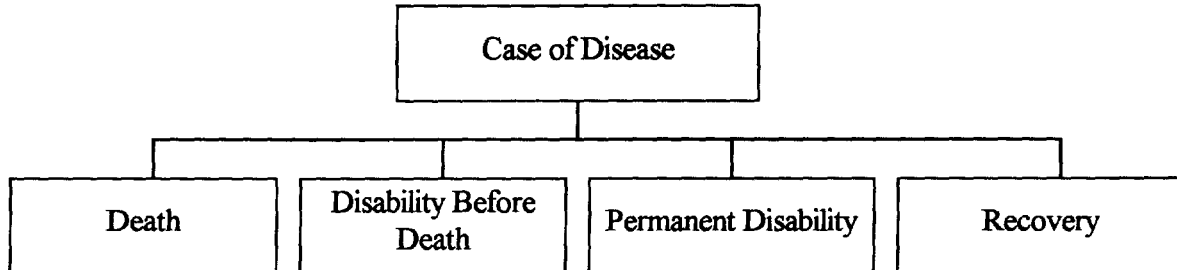 Case of Disease
Death
Disability Before
Death
Permanent Disability
Recovery